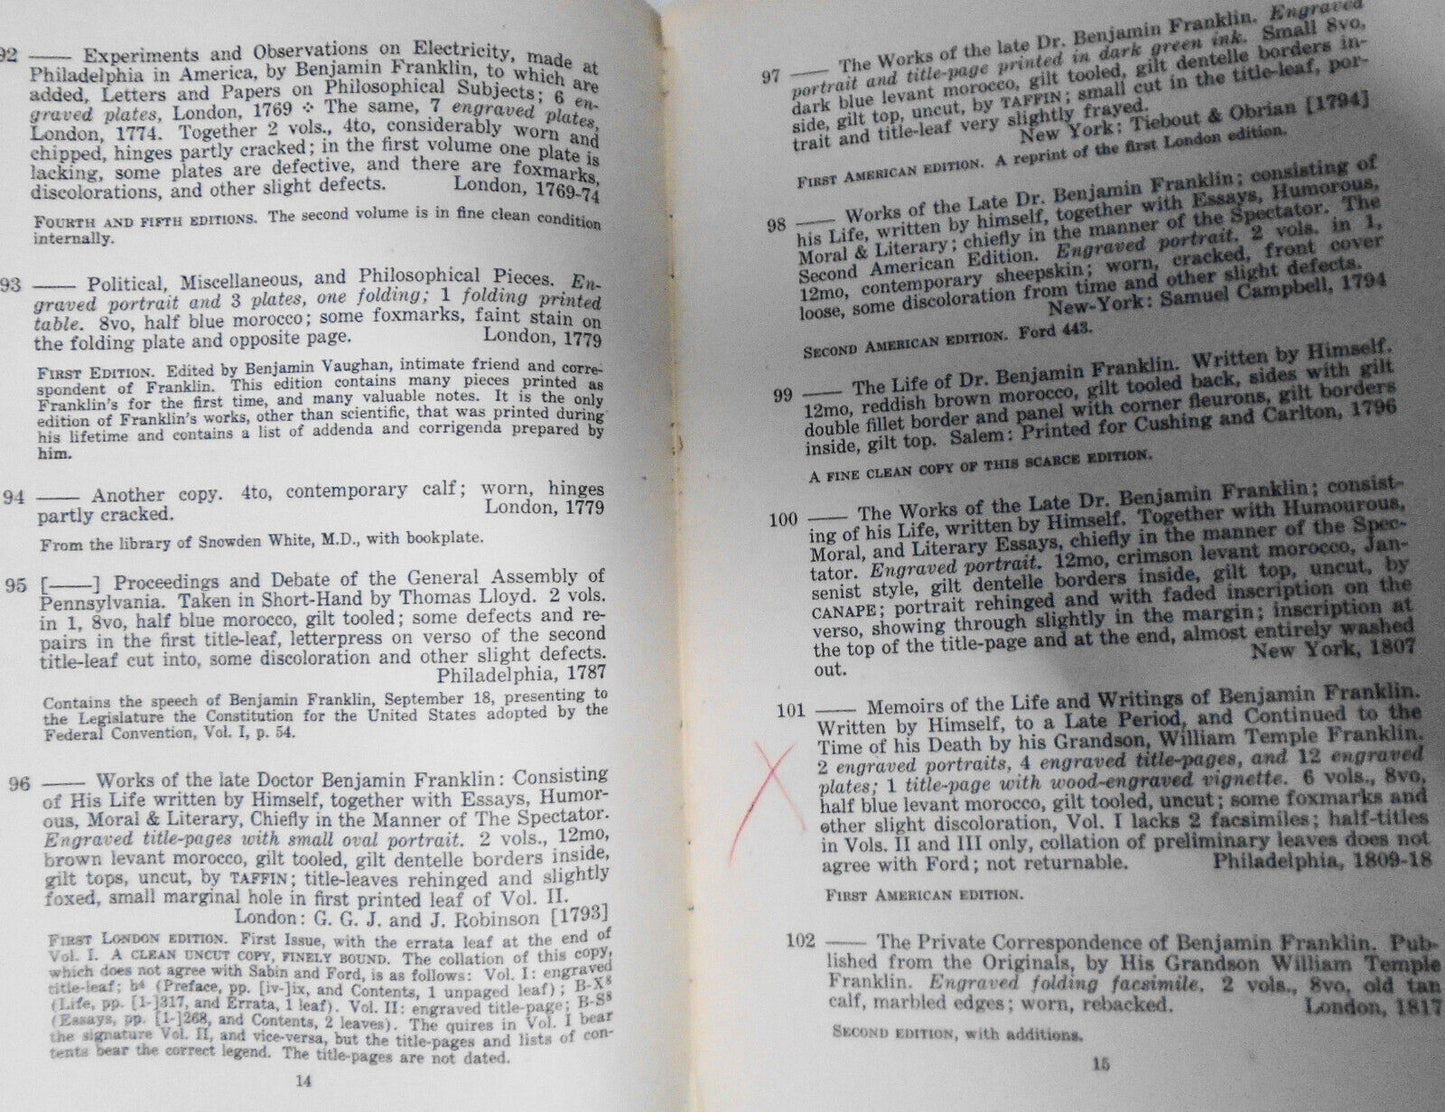 92 —— Experiments and Observations on Electricity, made at
Philadelphia in America, by Benjamin Franklin, to which are
added, Letters and Papers on Philosophical Subjects; 6 en-
graved plates, London, 1769 ⁘ The same, 7 engraved plates,
London, 1774. Together 2 vols., 4to, considerably worn and
chipped, hinges partly cracked; in the first volume one plate is
lacking, some plates are defective, and there are foxmarks,
discolorations, and other slight defects. London, 1769-74
FOURTH AND FIFTH EDITIONS. The second volume is in fine clean condition
internally.
93 —— Political, Miscellaneous, and Philosophical Pieces. En-
graved portrait and 3 plates, one folding; 1 folding printed
table. 8vo, half blue morocco; some foxmarks, faint stain on
the folding plate and opposite page. London, 1779
FIRST EDITION. Edited by Benjamin Vaughan, intimate friend and corre-
spondent of Franklin. This edition contains many pieces printed as
Franklin's for the first time, and many valuable notes. It is the only
edition of Franklin's works, other than scientific, that was printed during
his lifetime and contains a list of addenda and corrigenda prepared by
him.
94 —— Another copy. 4to, contemporary calf; worn, hinges
partly cracked. London, 1779
From the library of Snowden White, M.D., with bookplate.
95 [——] Proceedings and Debate of the General Assembly of
Pennsylvania. Taken in Short-Hand by Thomas Lloyd. 2 vols.
in 1, 8vo, half blue morocco, gilt tooled; some defects and re-
pairs in the first title-leaf, letterpress on verso of the second
title-leaf cut into, some discoloration and other slight defects.
Philadelphia, 1787
Contains the speech of Benjamin Franklin, September 18, presenting to
the Legislature the Constitution for the United States adopted by the
Federal Convention, Vol. I, p. 54.
96 —— Works of the late Doctor Benjamin Franklin: Consisting
of His Life written by Himself, together with Essays, Humor-
ous, Moral & Literary, Chiefly in the Manner of The Spectator.
Engraved title-pages with small oval portrait. 2 vols., 12mo,
brown levant morocco, gilt tooled, gilt dentelle borders inside,
gilt tops, uncut, by TAFFIN; title-leaves rehinged and slightly
foxed, small marginal hole in first printed leaf of Vol. II.
London: G. G. J. and J. Robinson [1793]
FIRST LONDON EDITION. First Issue, with the errata leaf at the end of
Vol. I. A CLEAN UNCUT COPY, FINELY BOUND. The collation of this copy,
which does not agree with Sabin and Ford, is as follows: Vol. I: engraved
title-leaf; b⁶ (Preface, pp. [iv-]ix, and Contents, 1 unpaged leaf); B-X⁸
(Life, pp. [1-]317, and Errata, 1 leaf). Vol. II: engraved title-page; B-S⁸
(Essays, pp. [1-]268, and Contents, 2 leaves). The quires in Vol. I bear
the signature Vol. II, and vice-versa, but the title-pages and lists of con-
tents bear the correct legend. The title-pages are not dated.
14
97 —— The Works of the late Dr. Benjamin Franklin. Engraved
portrait and title-page printed in dark green ink. Small 8vo,
dark blue levant morocco, gilt tooled, gilt dentelle borders in-
side, gilt top, uncut, by TAFFIN; small cut in the title-leaf, por-
trait and title-leaf very slightly frayed.
New York: Tiebout & Obrian [1794]
FIRST AMERICAN EDITION. A reprint of the first London edition.
98 —— Works of the Late Dr. Benjamin Franklin; consisting of
his Life, written by himself, together with Essays, Humorous,
Moral & Literary; chiefly in the manner of the Spectator. The
Second American Edition. Engraved portrait. 2 vols. in 1,
12mo, contemporary sheepskin; worn, cracked, front cover
loose, some discoloration from time and other slight defects.
New-York: Samuel Campbell, 1794
SECOND AMERICAN EDITION. Ford 443.
99 —— The Life of Dr. Benjamin Franklin. Written by Himself.
12mo, reddish brown morocco, gilt tooled back, sides with gilt
double fillet border and panel with corner fleurons, gilt borders
inside, gilt top. Salem: Printed for Cushing and Carlton, 1796
A FINE CLEAN COPY OF THIS SCARCE EDITION.
100 —— The Works of the Late Dr. Benjamin Franklin; consist-
ing of his Life, written by Himself. Together with Humourous,
Moral, and Literary Essays, chiefly in the manner of the Spec-
tator. Engraved portrait. 12mo, crimson levant morocco, Jan-
senist style, gilt dentelle borders inside, gilt top, uncut, by
CANAPE; portrait rehinged and with faded inscription on the
verso, showing through slightly in the margin; inscription at
the top of the title-page and at the end, almost entirely washed
out. New York, 1807
101 —— Memoirs of the Life and Writings of Benjamin Franklin.
Written by Himself, to a Late Period, and Continued to the
Time of his Death by his Grandson, William Temple Franklin.
2 engraved portraits, 4 engraved title-pages, and 12 engraved
plates; 1 title-page with wood-engraved vignette. 6 vols., 8vo,
half blue levant morocco, gilt tooled, uncut; some foxmarks and
other slight discoloration, Vol. I lacks 2 facsimiles; half-titles
in Vols. II and III only, collation of preliminary leaves does not
agree with Ford; not returnable. Philadelphia, 1809-18
FIRST AMERICAN EDITION.
102 —— The Private Correspondence of Benjamin Franklin. Pub-
lished from the Originals, by His Grandson William Temple
Franklin. Engraved folding facsimile. 2 vols., 8vo, old tan
calf, marbled edges; worn, rebacked. London, 1817
SECOND EDITION, with additions.
15